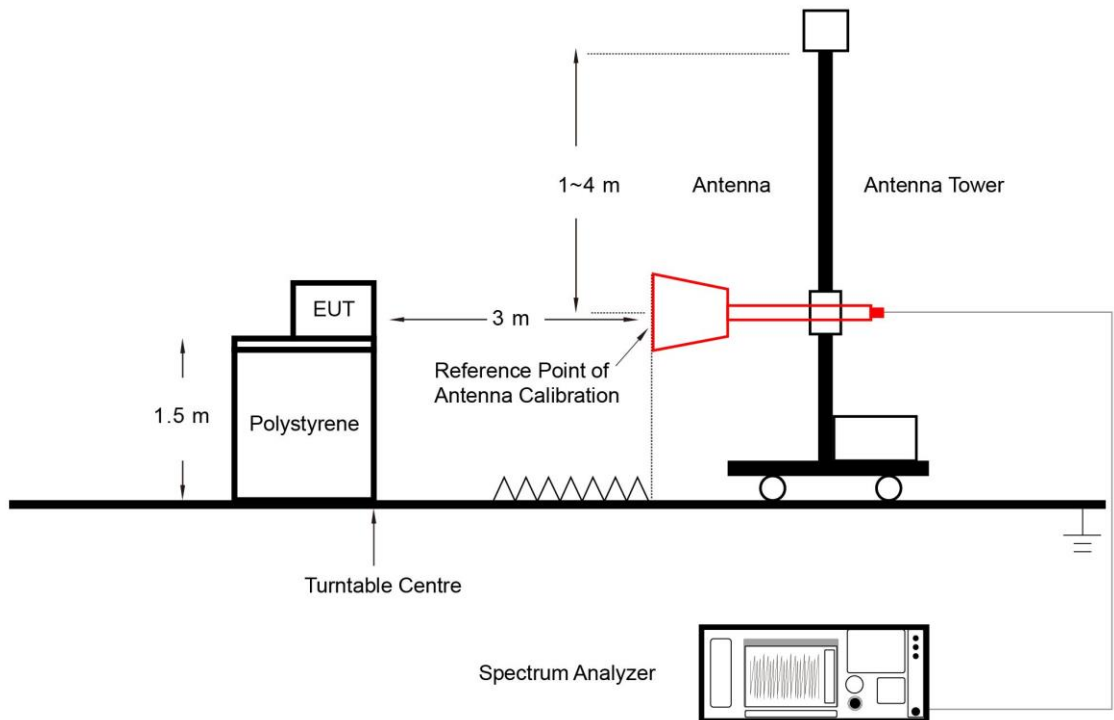 1~4 m
Antenna
Antenna Tower
EUT
3 m
Reference Point of
Antenna Calibration
1.5 m
Polystyrene
Turntable Centre
Spectrum Analyzer